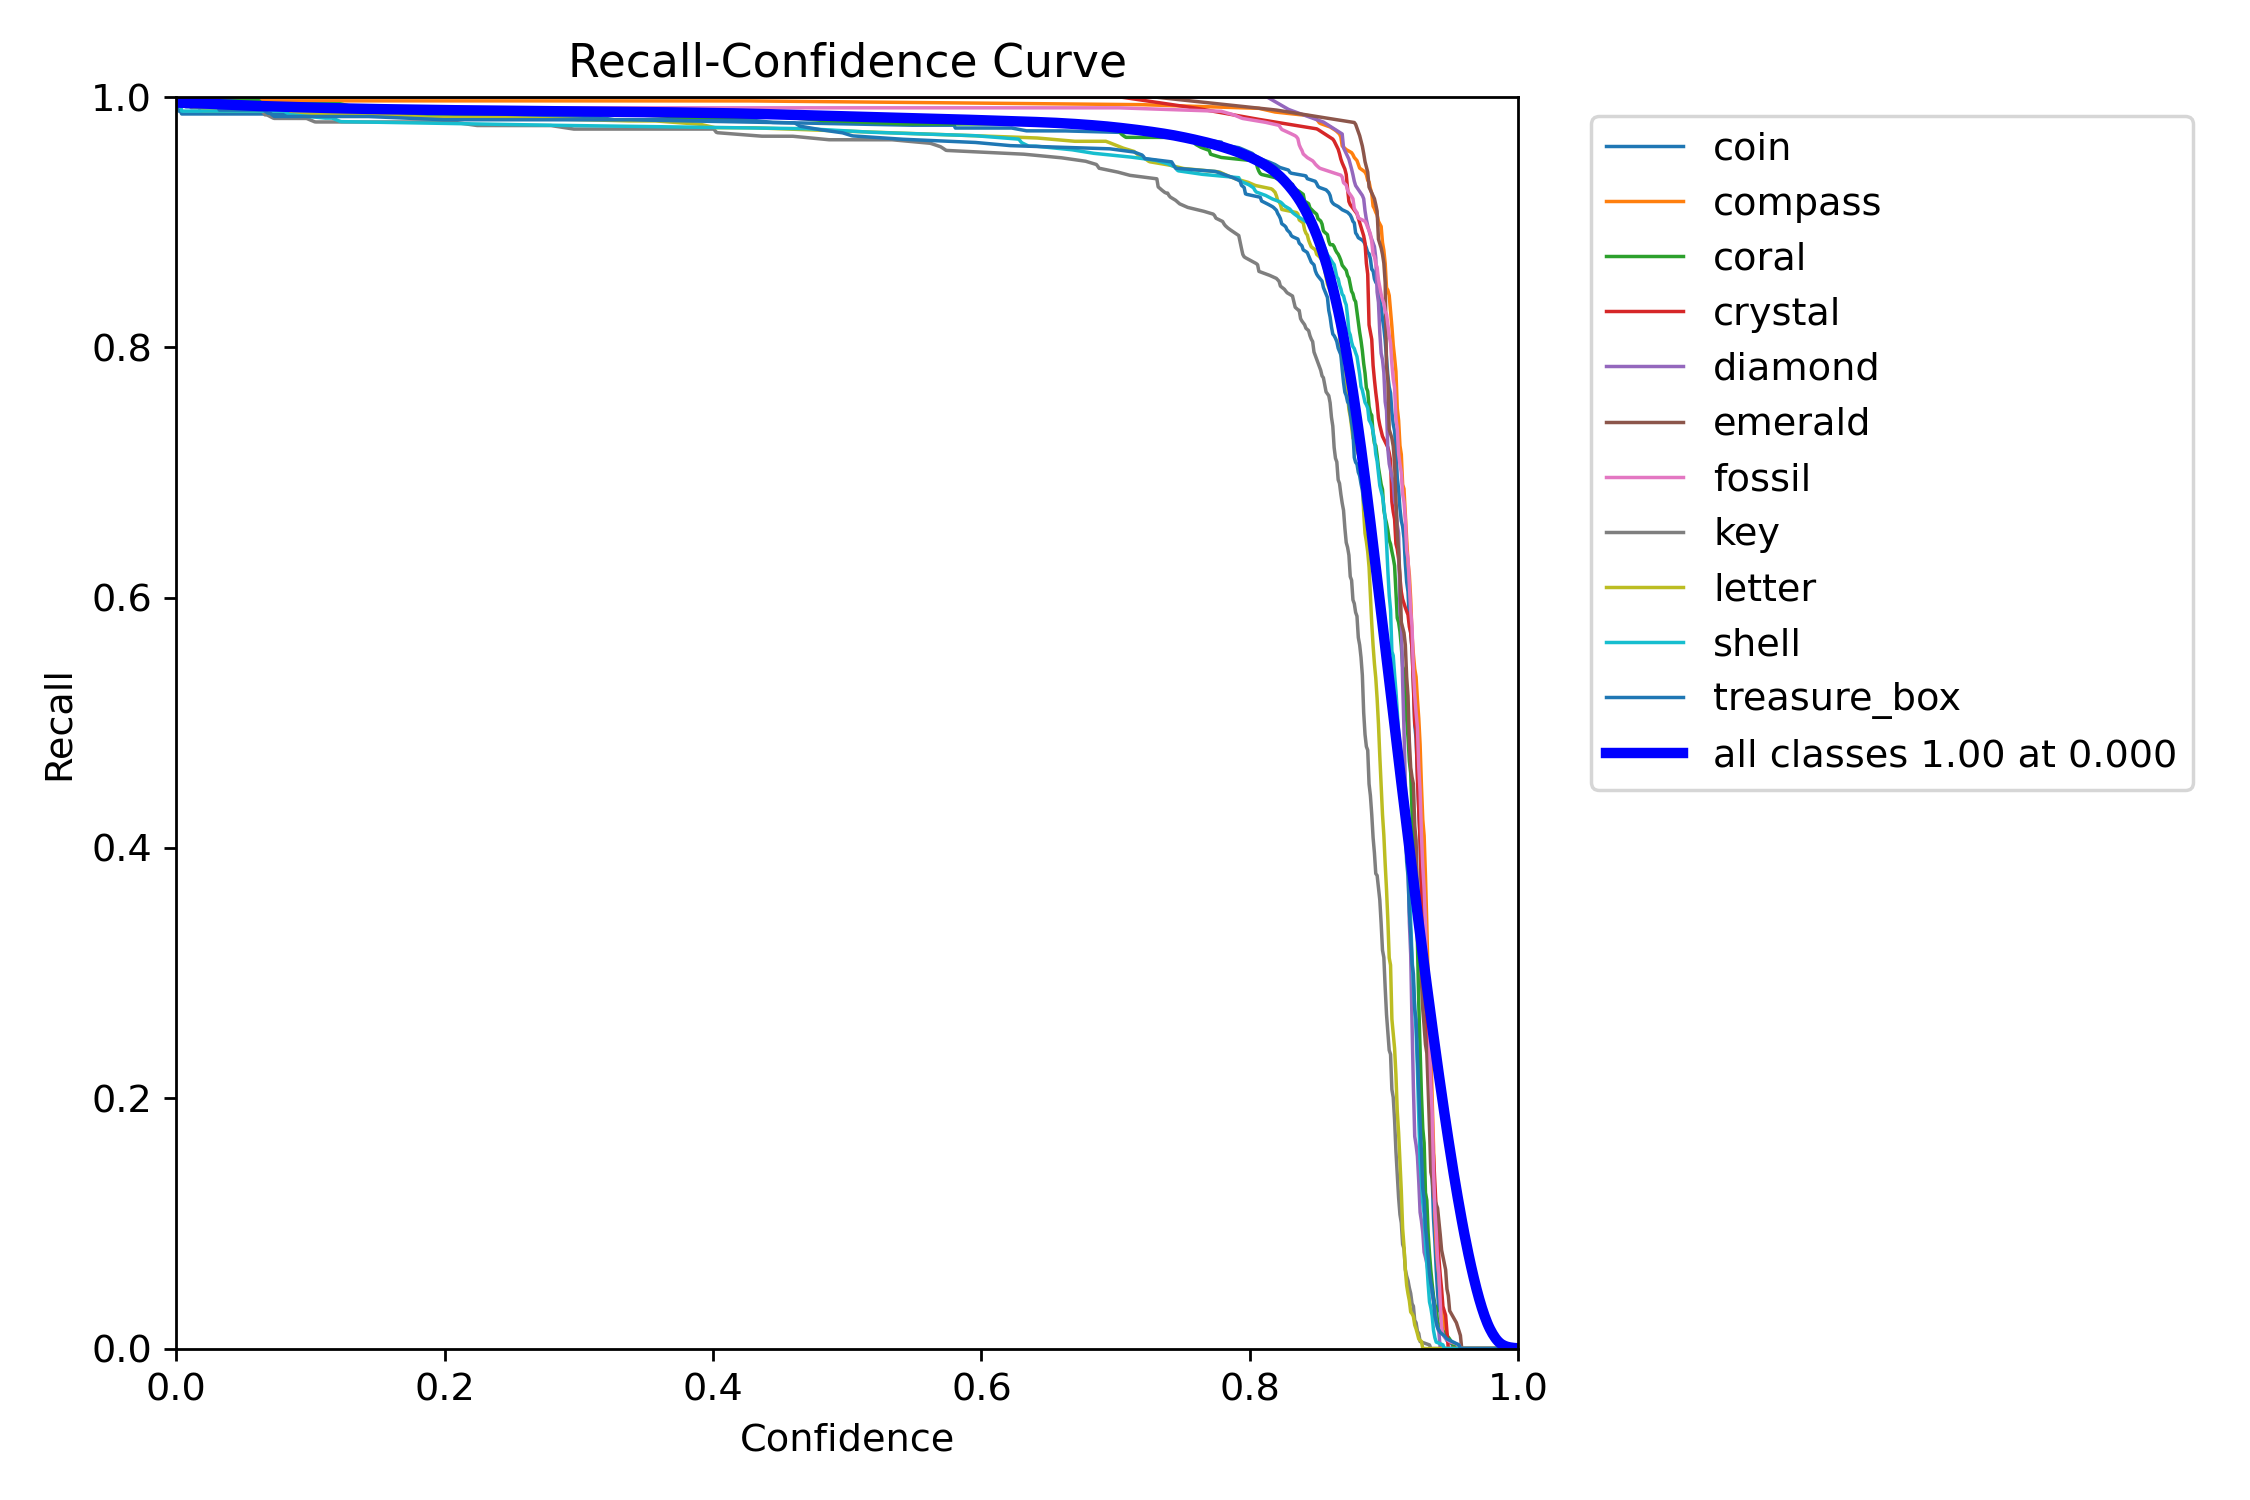 Recall-Confidence Curve
1.0
0.8
0.6
0.4
0.2
0.0
Recall
0.0 0.2 0.4 0.6 0.8 1.0
Confidence
coin
compass
coral
crystal
diamond
emerald
fossil
key
letter
shell
treasure_box
all classes 1.00 at 0.000